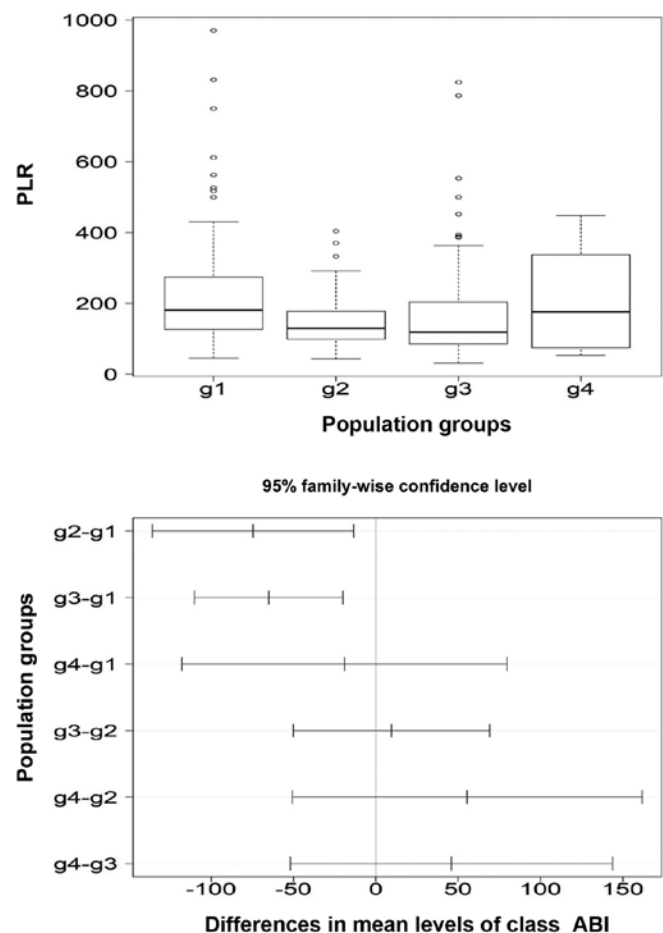 1000
800
600
400
200
0
PLR
g1 g2 g3 g4
Population groups
95% family-wise confidence level
g2-g1
g3-g1
g4-g1
g3-g2
g4-g2
g4-g3
Population groups
-100 -50 0 50 100 150
Differences in mean levels of class ABI